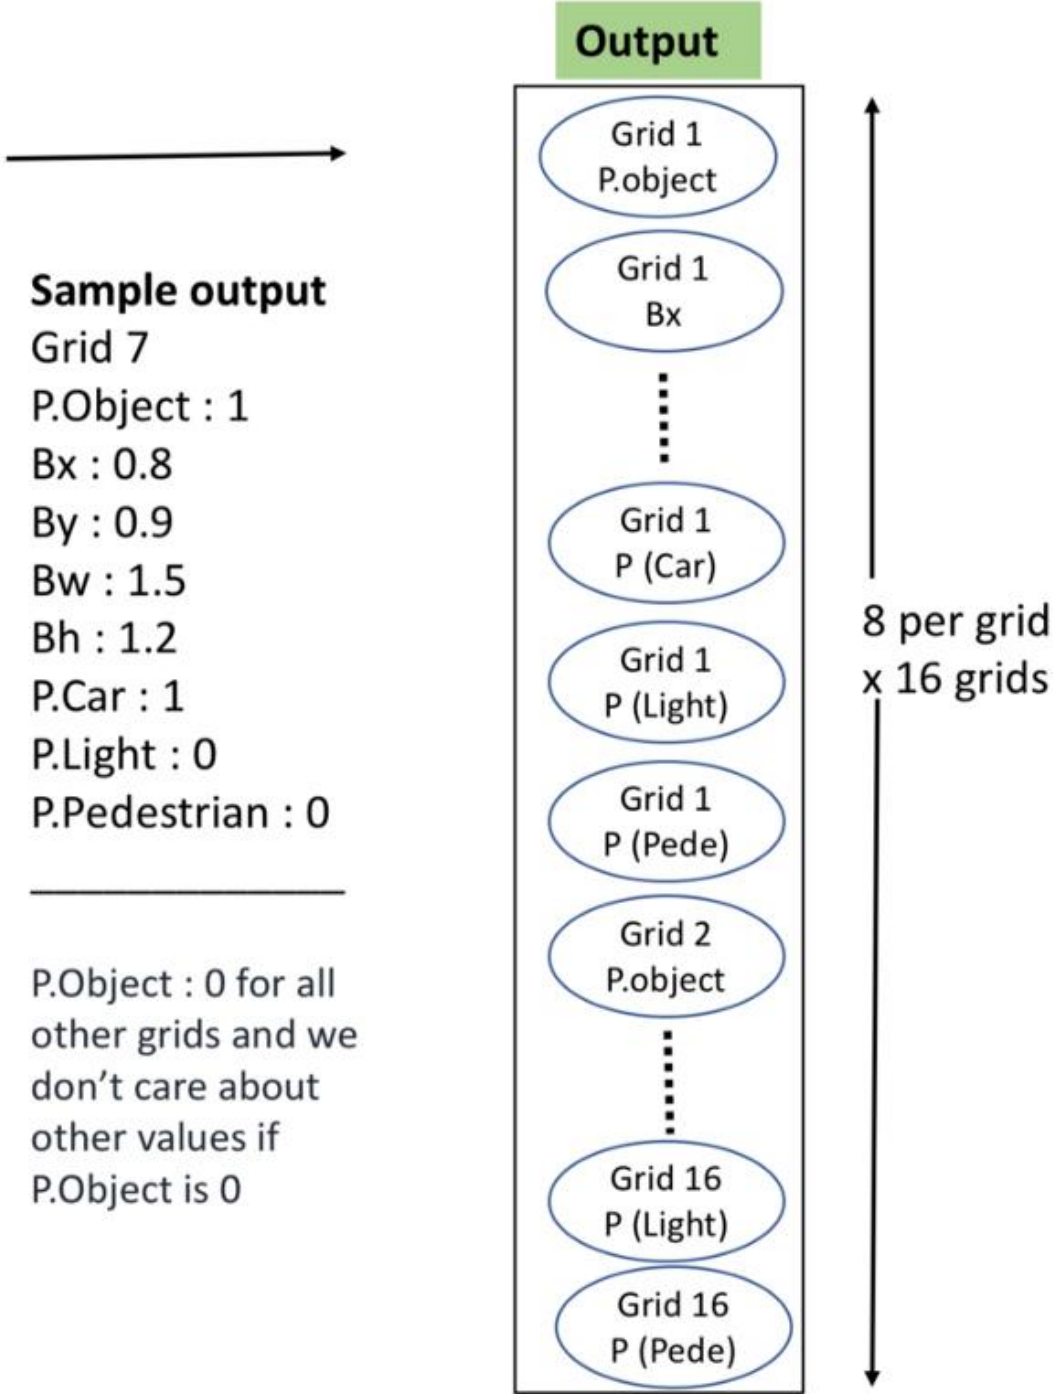 Output
Sample output
Grid 7
P.Object : 1
Bx : 0.8
By : 0.9
Bw : 1.5
Bh : 1.2
P.Car : 1
P.Light : 0
P.Pedestrian : 0
P.Object : 0 for all
other grids and we
don’t care about
other values if
P.Object is 0
Grid 1
P.object
Grid 1
Bx
Grid 1
P (Car)
Grid 1
P (Light)
Grid 1
P (Pede)
Grid 2
P.object
Grid 16
P (Light)
Grid 16
P (Pede)
8 per grid
x 16 grids